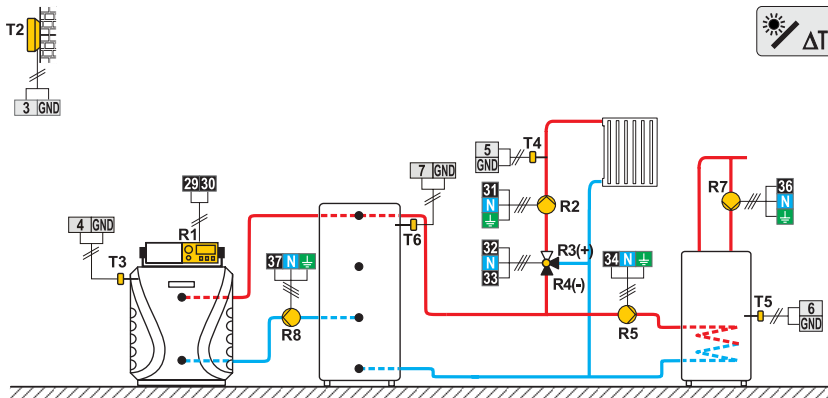 T2
3 GND
ΔT
5
GND
T4
7 GND
29 30
31
N
R2
R7
36
N
4 GND
R1
T6
T3
37 N
32
N
33
R3(+)
R4(-)
34 N
R8
R5
T5
6
GND